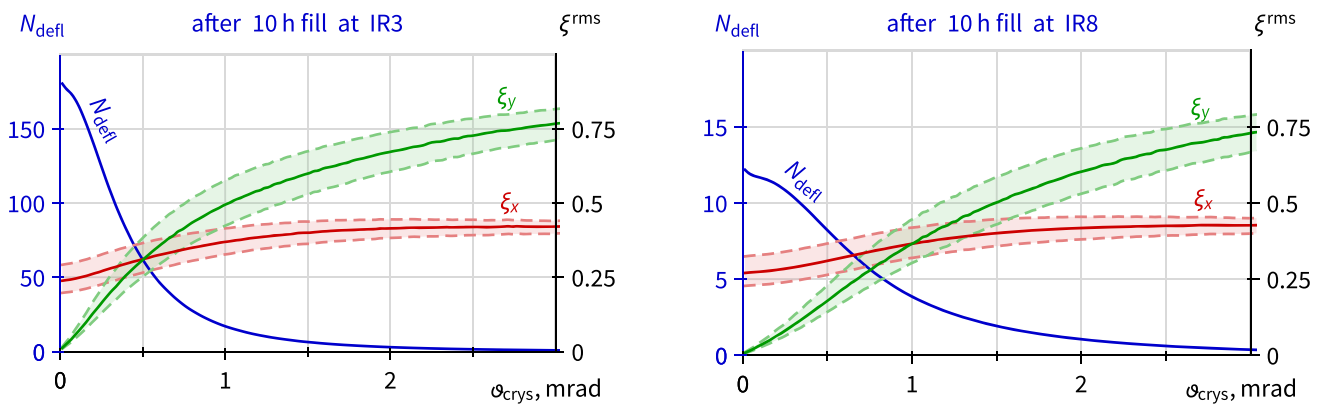 N_defl after 10 h fill at IR3 ξ^rms
N_defl
ξ_y
ξ_x
150
100
50
0
0.75
0.5
0.25
0
0 1 2 ϑ_crys, mrad
N_defl after 10 h fill at IR8 ξ^rms
N_defl
ξ_y
ξ_x
15
10
5
0
0.75
0.5
0.25
0
0 1 2 ϑ_crys, mrad